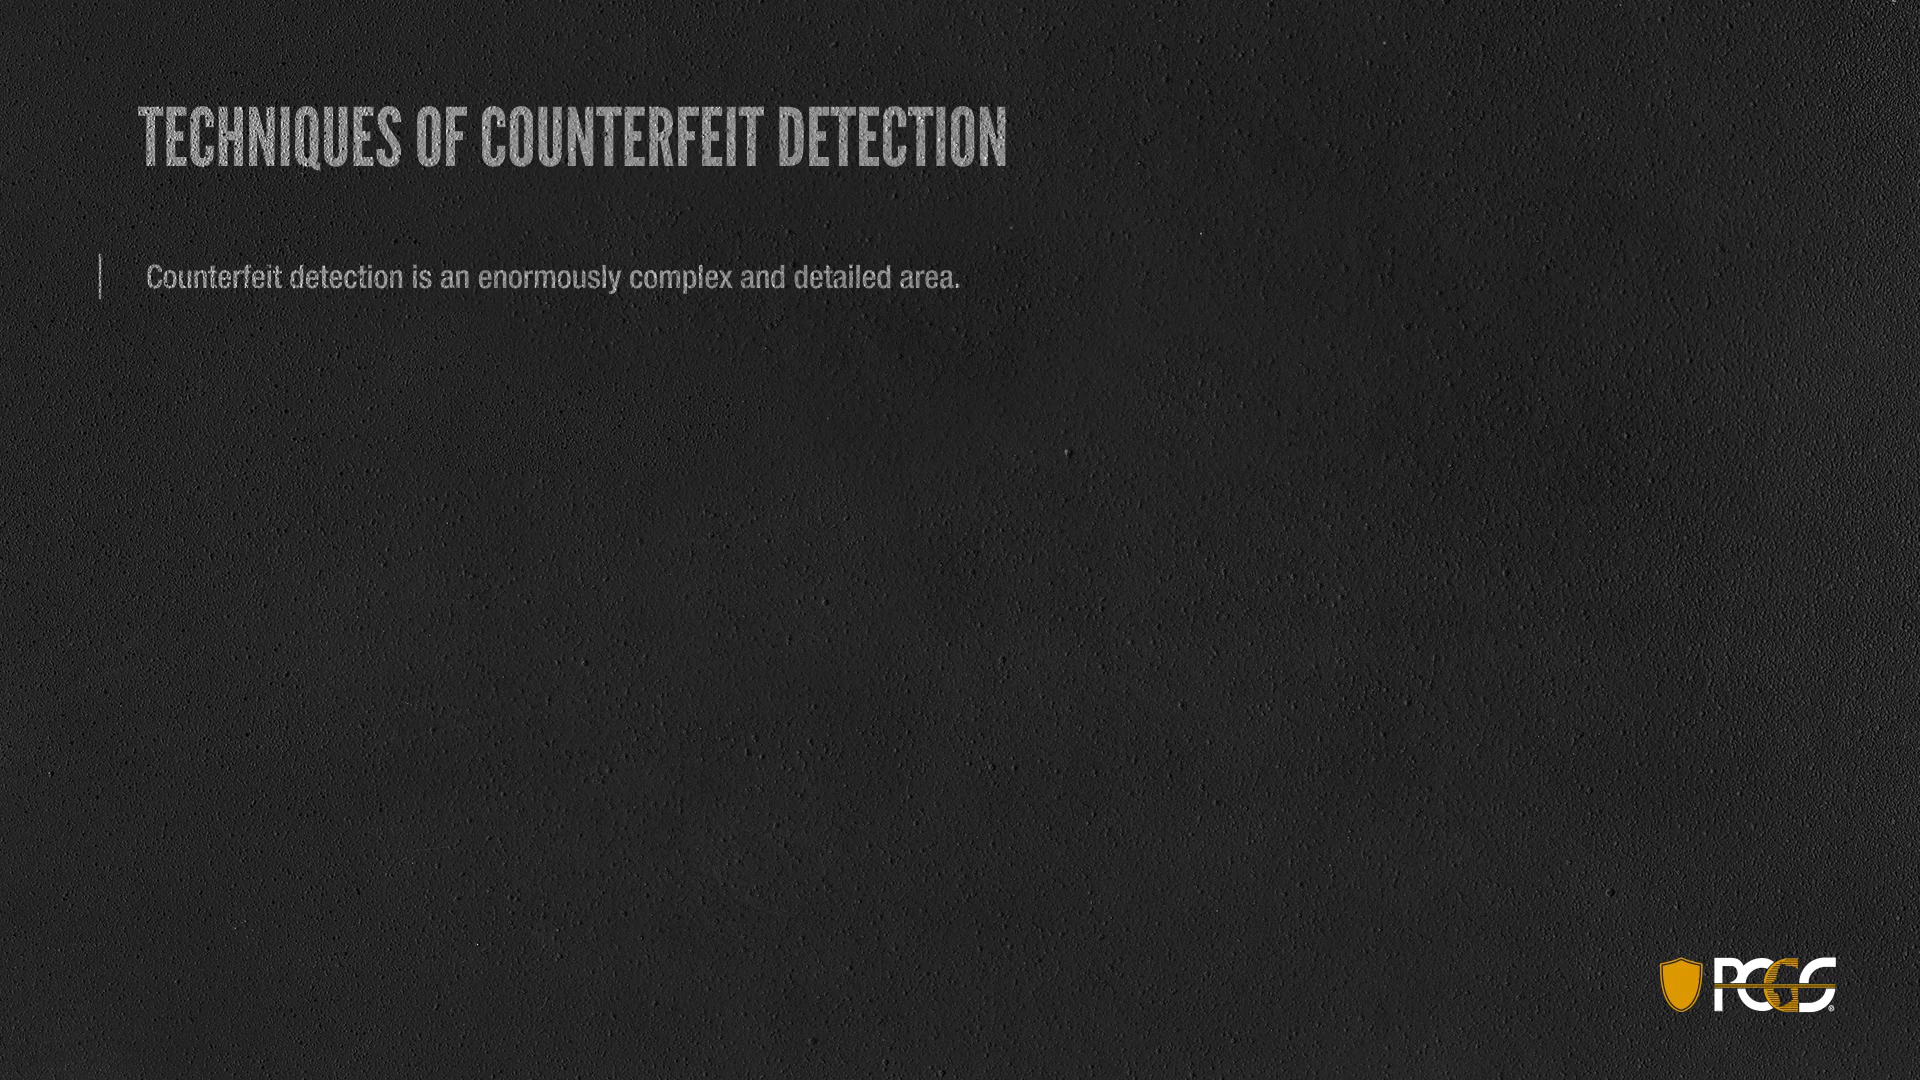 TECHNIQUES OF COUNTERFEIT DETECTION
Counterfeit detection is an enormously complex and detailed area.
PCGS®